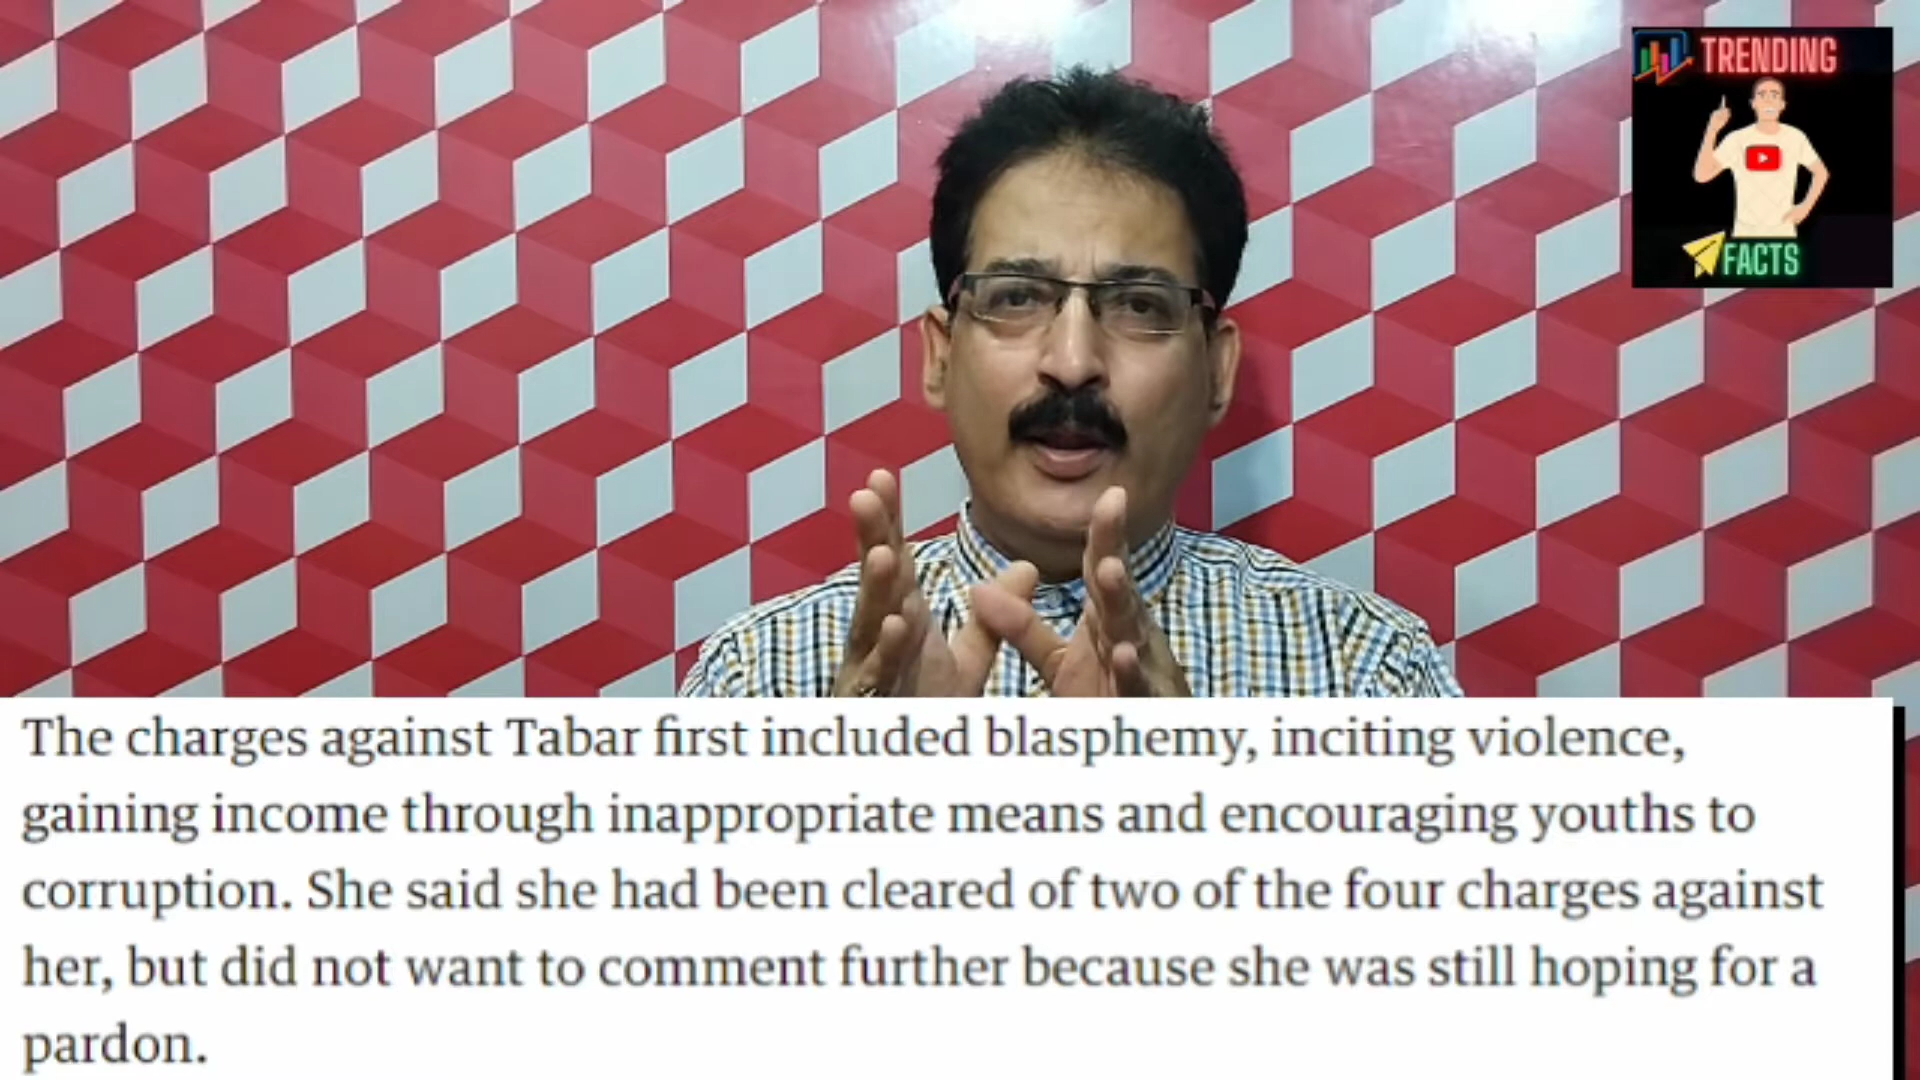 TRENDING
FACTS
The charges against Tabar first included blasphemy, inciting violence,
gaining income through inappropriate means and encouraging youths to
corruption. She said she had been cleared of two of the four charges against
her, but did not want to comment further because she was still hoping for a
pardon.